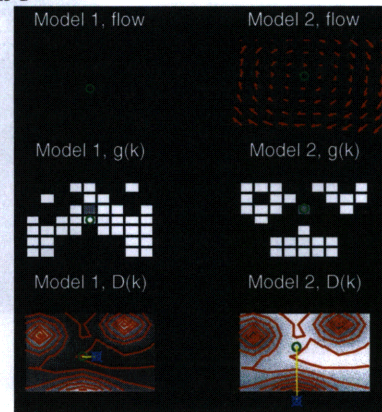 Model 1, flow Model 2, flow
Model 1, g(k) Model 2, g(k)
Model 1, D(k) Model 2, D(k)